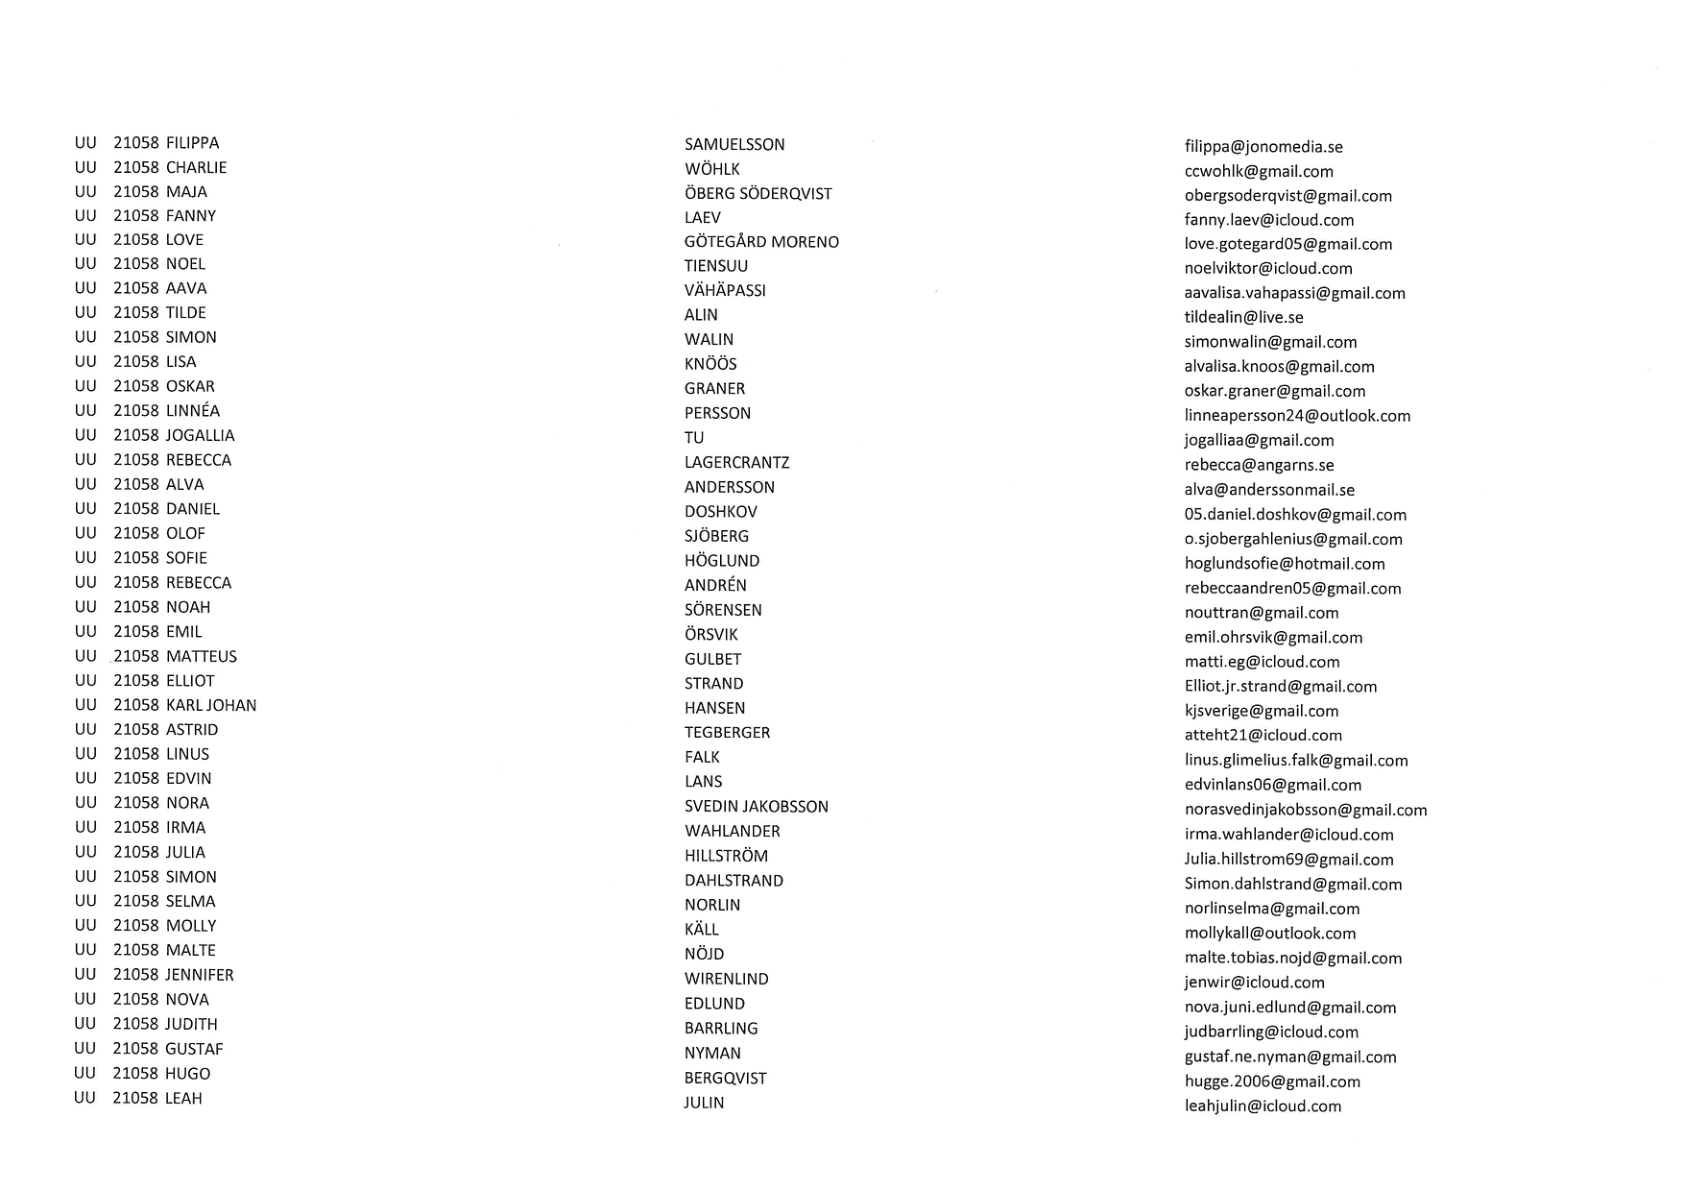 UU 21058 FILIPPA SAMUELSSON filippa@jonomedia.se
UU 21058 CHARLIE WÖHLK ccwohlk@gmail.com
UU 21058 MAJA ÖBERG SÖDERQVIST obergsoderqvist@gmail.com
UU 21058 FANNY LAEV fanny.laev@icloud.com
UU 21058 LOVE GÖTEGÅRD MORENO love.gotegard05@gmail.com
UU 21058 NOEL TIENSUU noelviktor@icloud.com
UU 21058 AAVA VÄHÄPASSI aavalisa.vahapassi@gmail.com
UU 21058 TILDE ALIN tildealin@live.se
UU 21058 SIMON WALIN simonwalin@gmail.com
UU 21058 LISA KNÖÖS alvalisa.knoos@gmail.com
UU 21058 OSKAR GRANER oskar.graner@gmail.com
UU 21058 LINNÉA PERSSON linneapersson24@outlook.com
UU 21058 JOGALLIA TU jogalliaa@gmail.com
UU 21058 REBECCA LAGERCRANTZ rebecca@angarns.se
UU 21058 ALVA ANDERSSON alva@anderssonmail.se
UU 21058 DANIEL DOSHKOV 05.daniel.doshkov@gmail.com
UU 21058 OLOF SJÖBERG o.sjobergahlenius@gmail.com
UU 21058 SOFIE HÖGLUND hoglundsofie@hotmail.com
UU 21058 REBECCA ANDRÉN rebeccaandren05@gmail.com
UU 21058 NOAH SÖRENSEN nouttran@gmail.com
UU 21058 EMIL ÖRSVIK emil.ohrsvik@gmail.com
UU 21058 MATTEUS GULBET matti.eg@icloud.com
UU 21058 ELLIOT STRAND Elliot.jr.strand@gmail.com
UU 21058 KARL JOHAN HANSEN kjsverige@gmail.com
UU 21058 ASTRID TEGBERGER atteht21@icloud.com
UU 21058 LINUS FALK linus.glimelius.falk@gmail.com
UU 21058 EDVIN LANS edvinlans06@gmail.com
UU 21058 NORA SVEDIN JAKOBSSON norasvedinjakobsson@gmail.com
UU 21058 IRMA WAHLANDER irma.wahlander@icloud.com
UU 21058 JULIA HILLSTRÖM Julia.hillstrom69@gmail.com
UU 21058 SIMON DAHLSTRAND Simon.dahlstrand@gmail.com
UU 21058 SELMA NORLIN norlinselma@gmail.com
UU 21058 MOLLY KÄLL mollykall@outlook.com
UU 21058 MALTE NÖJD malte.tobias.nojd@gmail.com
UU 21058 JENNIFER WIRENLIND jenwir@icloud.com
UU 21058 NOVA EDLUND nova.juni.edlund@gmail.com
UU 21058 JUDITH BARRLING judbarrling@icloud.com
UU 21058 GUSTAF NYMAN gustaf.ne.nyman@gmail.com
UU 21058 HUGO BERGQVIST hugge.2006@gmail.com
UU 21058 LEAH JULIN leahjulin@icloud.com